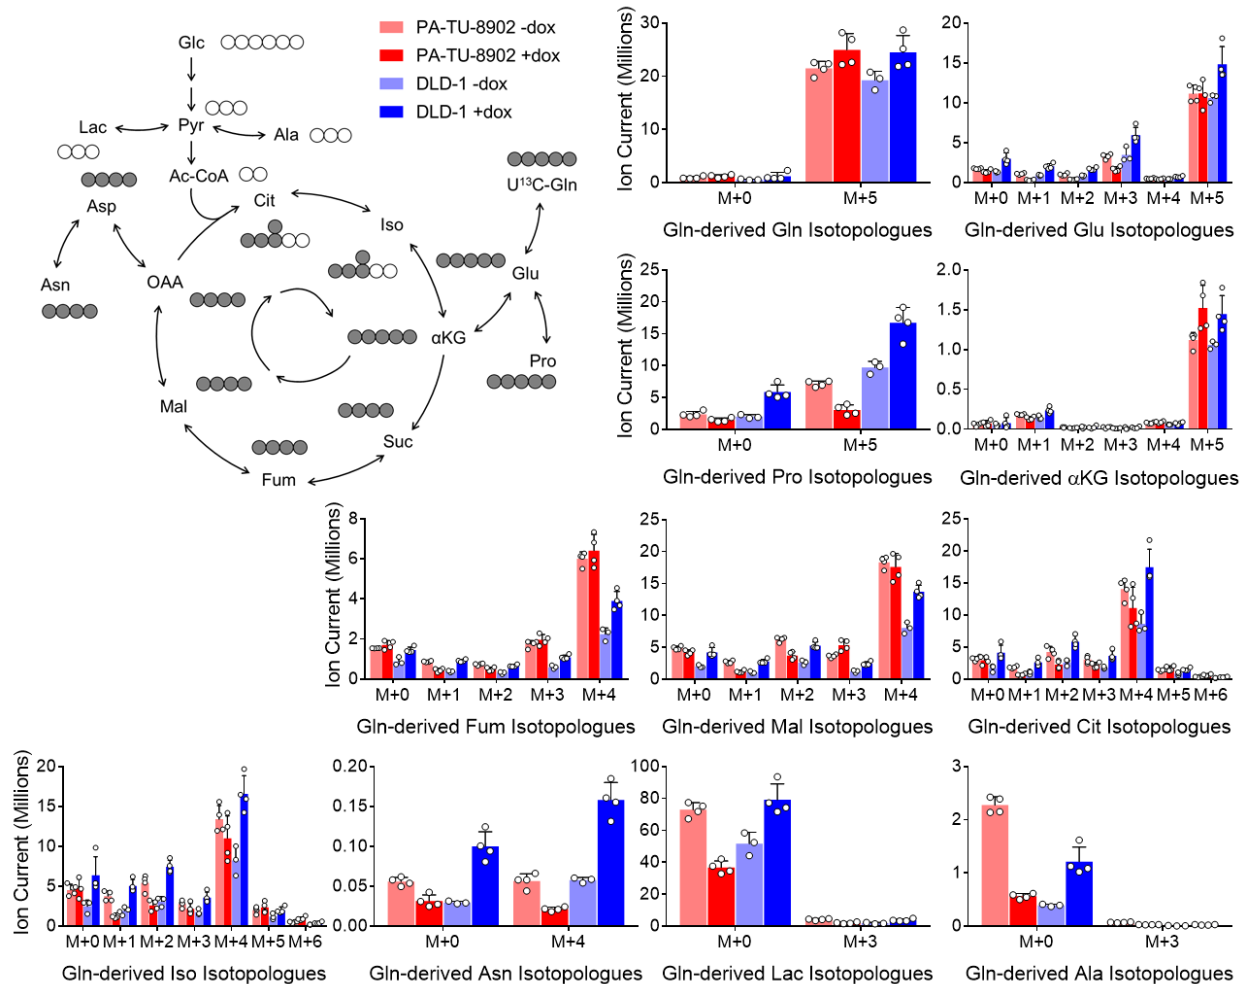 Glc
Pyr
Lac
Ala
Ac-CoA
Asp
Cit
Iso
Asn
OAA
U¹³C-Gln
Glu
αKG
Pro
Mal
Suc
Fum
PA-TU-8902 -dox
PA-TU-8902 +dox
DLD-1 -dox
DLD-1 +dox
Ion Current (Millions)
30
20
10
0
M+0 M+5
Gln-derived Gln Isotopologues
20
15
10
5
0
M+0 M+1 M+2 M+3 M+4 M+5
Gln-derived Glu Isotopologues
Ion Current (Millions)
25
20
15
10
5
0
M+0 M+5
Gln-derived Pro Isotopologues
2.0
1.5
1.0
0.5
0.0
M+0 M+1 M+2 M+3 M+4 M+5
Gln-derived αKG Isotopologues
Ion Current (Millions)
8
6
4
2
0
M+0 M+1 M+2 M+3 M+4
Gln-derived Fum Isotopologues
25
20
15
10
5
0
M+0 M+1 M+2 M+3 M+4
Gln-derived Mal Isotopologues
25
20
15
10
5
0
M+0 M+1 M+2 M+3 M+4 M+5 M+6
Gln-derived Cit Isotopologues
Ion Current (Millions)
20
15
10
5
0
M+0 M+1 M+2 M+3 M+4 M+5 M+6
Gln-derived Iso Isotopologues
0.20
0.15
0.10
0.05
0.00
M+0 M+4
Gln-derived Asn Isotopologues
100
80
60
40
20
0
M+0 M+3
Gln-derived Lac Isotopologues
3
2
1
0
M+0 M+3
Gln-derived Ala Isotopologues